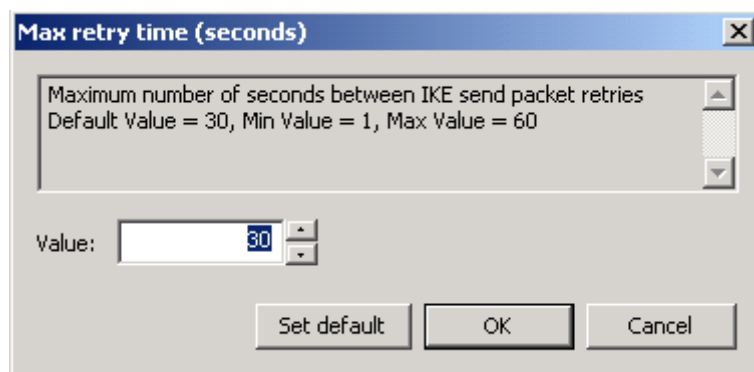 Max retry time (seconds)
Maximum number of seconds between IKE send packet retries
Default Value = 30, Min Value = 1, Max Value = 60
Value: 30
Set default OK Cancel